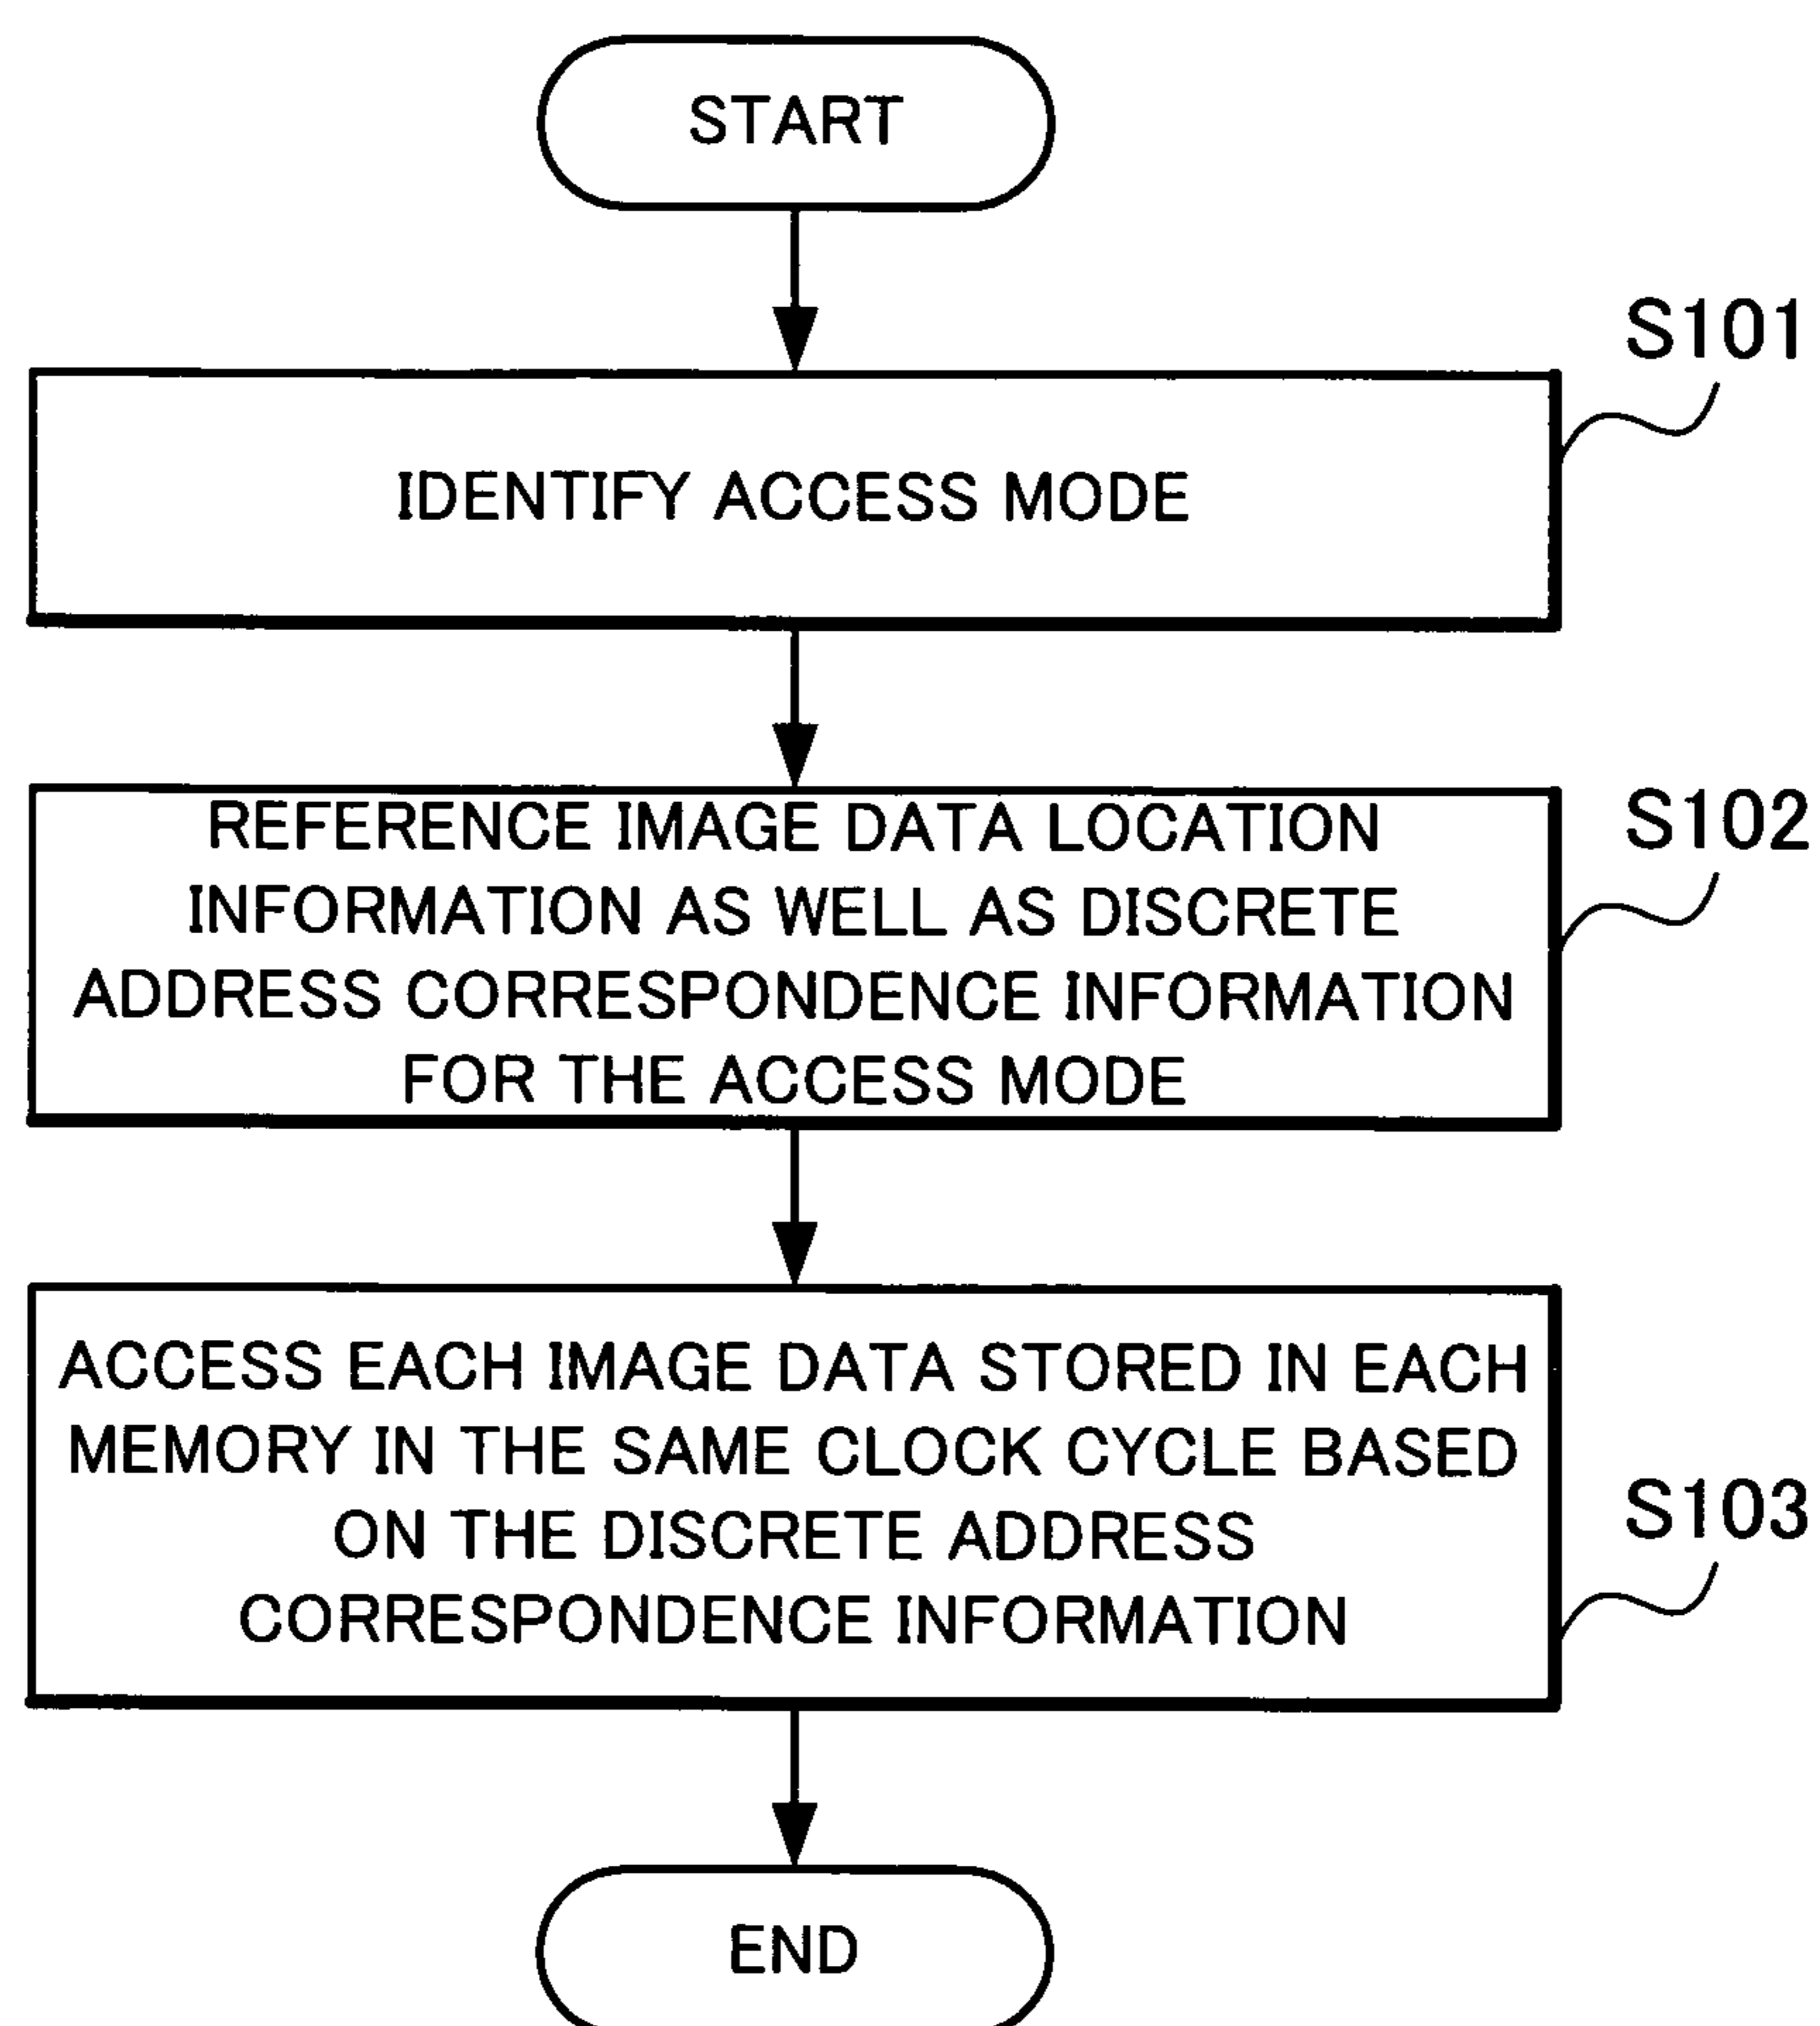 START
S101
IDENTIFY ACCESS MODE
S102
REFERENCE IMAGE DATA LOCATION
INFORMATION AS WELL AS DISCRETE
ADDRESS CORRESPONDENCE INFORMATION
FOR THE ACCESS MODE
ACCESS EACH IMAGE DATA STORED IN EACH
MEMORY IN THE SAME CLOCK CYCLE BASED
ON THE DISCRETE ADDRESS
CORRESPONDENCE INFORMATION
S103
END